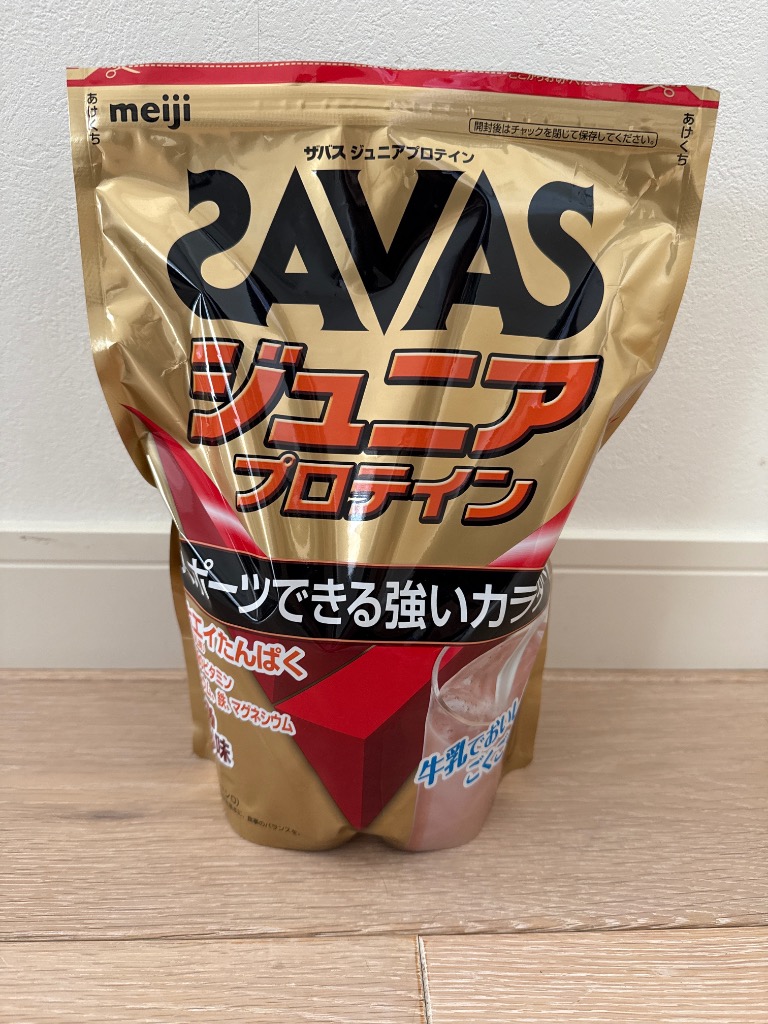 あけくち
meiji
開封後はチャックを閉じて保存してください。
あけくち
ザバス ジュニアプロテイン
SAVAS
ジュニア
プロテイン
ポーツできる強いカラ
エイたんぱく
ビタミン
鉄、マグネシウム
味
牛乳でおいし
ごくご